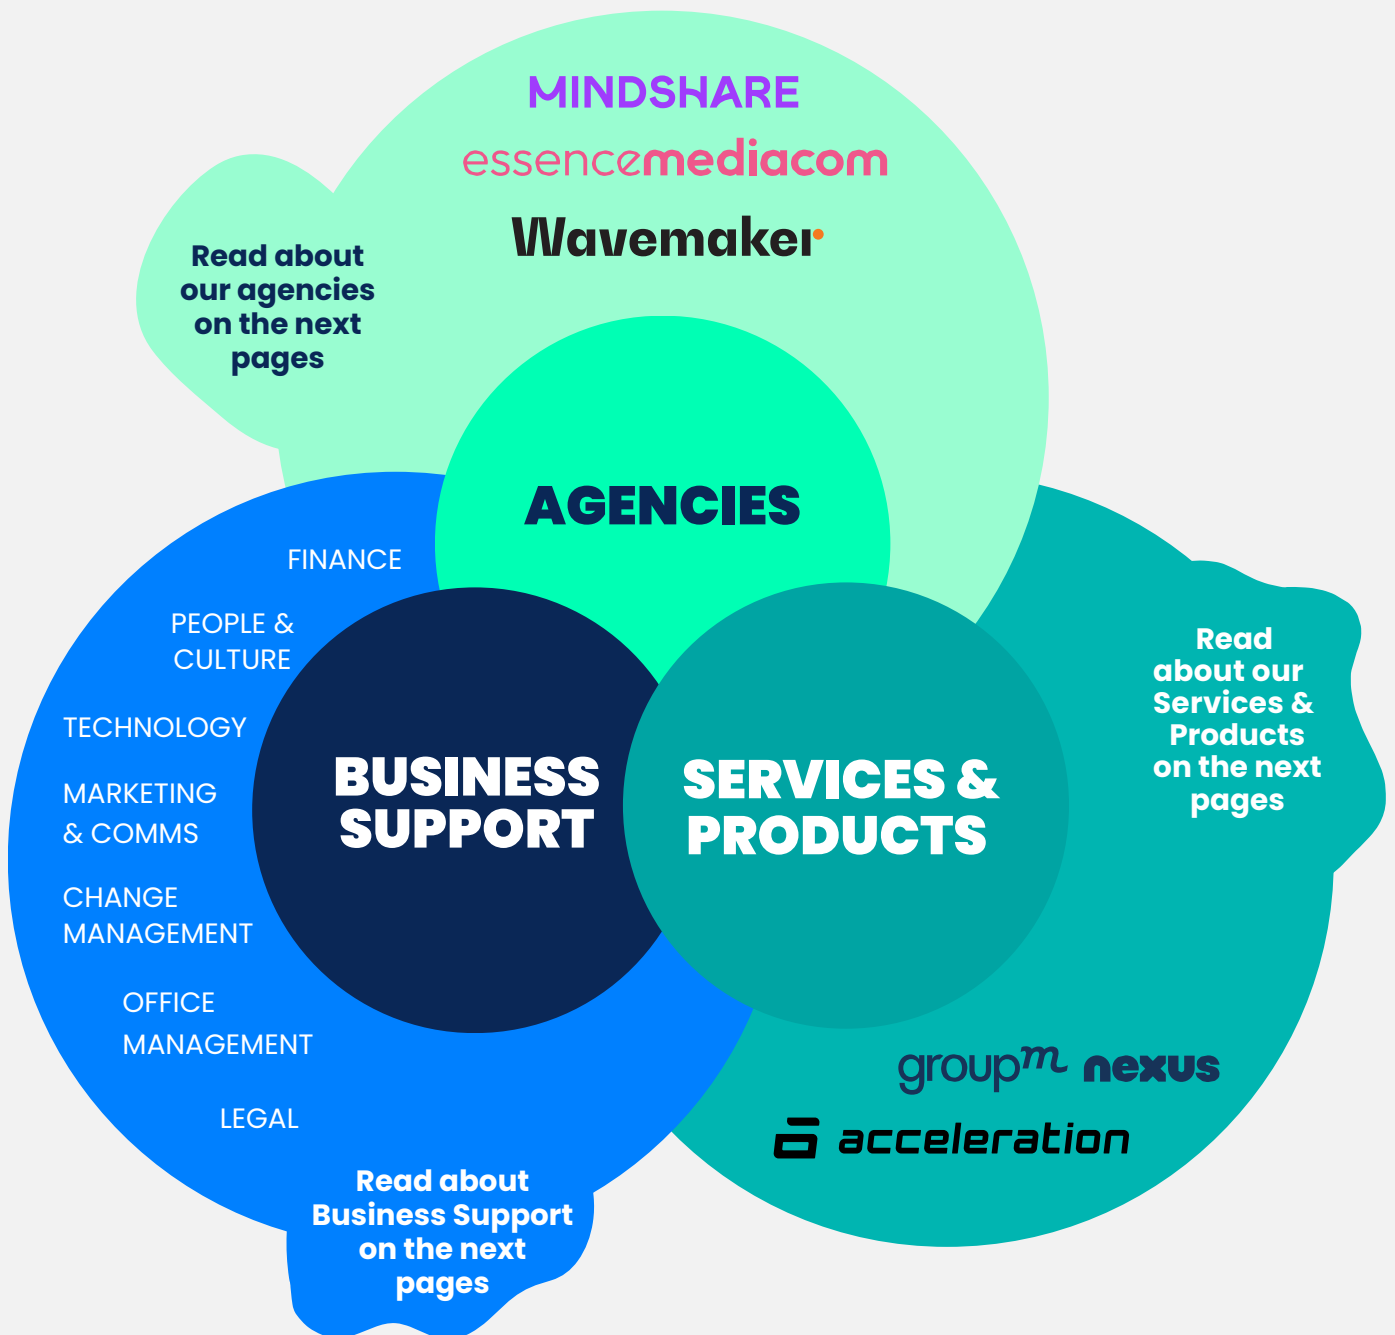 MINDSHARE
essencemediacom
Wavemaker
Read about
our agencies
on the next
pages
AGENCIES
FINANCE
PEOPLE &
CULTURE
TECHNOLOGY
MARKETING
& COMMS
CHANGE
MANAGEMENT
OFFICE
MANAGEMENT
LEGAL
BUSINESS
SUPPORT
SERVICES &
PRODUCTS
Read
about our
Services &
Products
on the next
pages
groupm nexus
acceleration
Read about
Business Support
on the next
pages